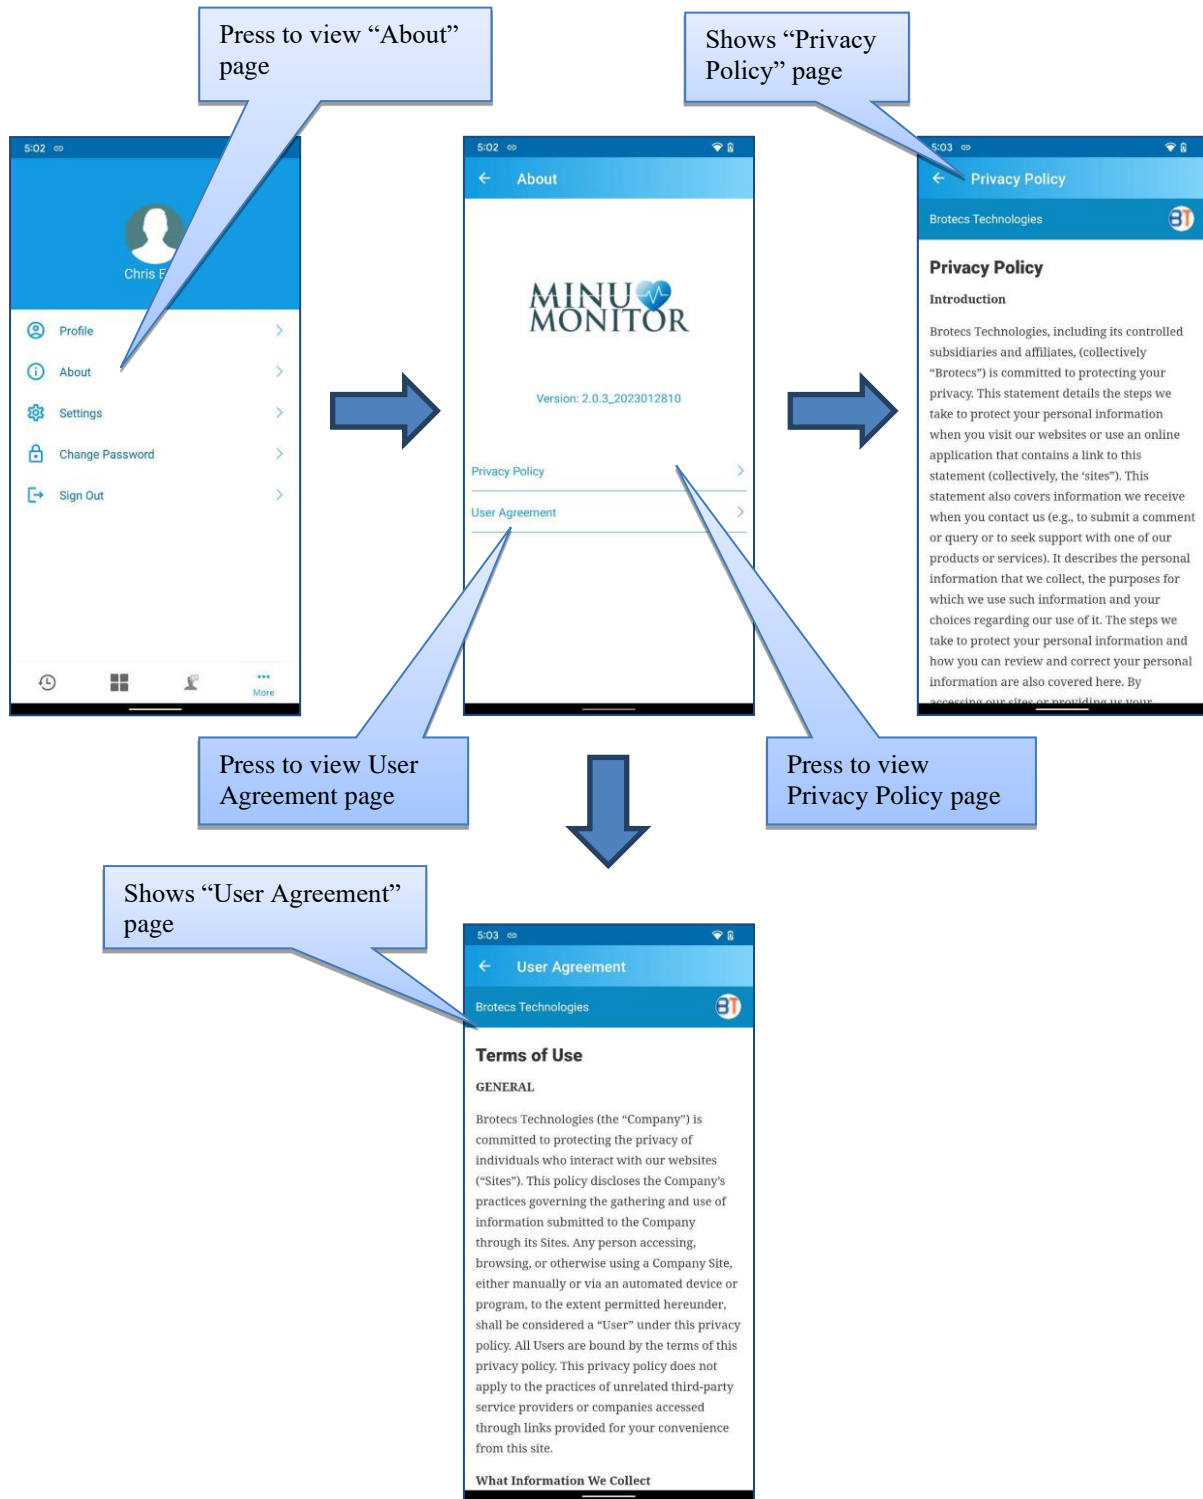 Press to view “About”
page
Shows “Privacy
Policy” page
5:02
Chris
Profile
About
Settings
Change Password
Sign Out
More
5:02
About
MINU
MONITOR
Version: 2.0.3_2023012810
Privacy Policy
User Agreement
5:03
Privacy Policy
Brotecs Technologies
BT
Privacy Policy
Introduction
Brotecs Technologies, including its controlled
subsidiaries and affiliates, (collectively
“Brotecs”) is committed to protecting your
privacy. This statement details the steps we
take to protect your personal information
when you visit our websites or use an online
application that contains a link to this
statement (collectively, the ‘sites”). This
statement also covers information we receive
when you contact us (e.g., to submit a comment
or query or to seek support with one of our
products or services). It describes the personal
information that we collect, the purposes for
which we use such information and your
choices regarding our use of it. The steps we
take to protect your personal information and
how you can review and correct your personal
information are also covered here. By
accessing our sites or providing us your
Press to view User
Agreement page
Press to view
Privacy Policy page
Shows “User Agreement”
page
5:03
User Agreement
Brotecs Technologies
BT
Terms of Use
GENERAL
Brotecs Technologies (the “Company”) is
committed to protecting the privacy of
individuals who interact with our websites
(“Sites”). This policy discloses the Company’s
practices governing the gathering and use of
information submitted to the Company
through its Sites. Any person accessing,
browsing, or otherwise using a Company Site,
either manually or via an automated device or
program, to the extent permitted hereunder,
shall be considered a “User” under this privacy
policy. All Users are bound by the terms of this
privacy policy. This privacy policy does not
apply to the practices of unrelated third-party
service providers or companies accessed
through links provided for your convenience
from this site.
What Information We Collect